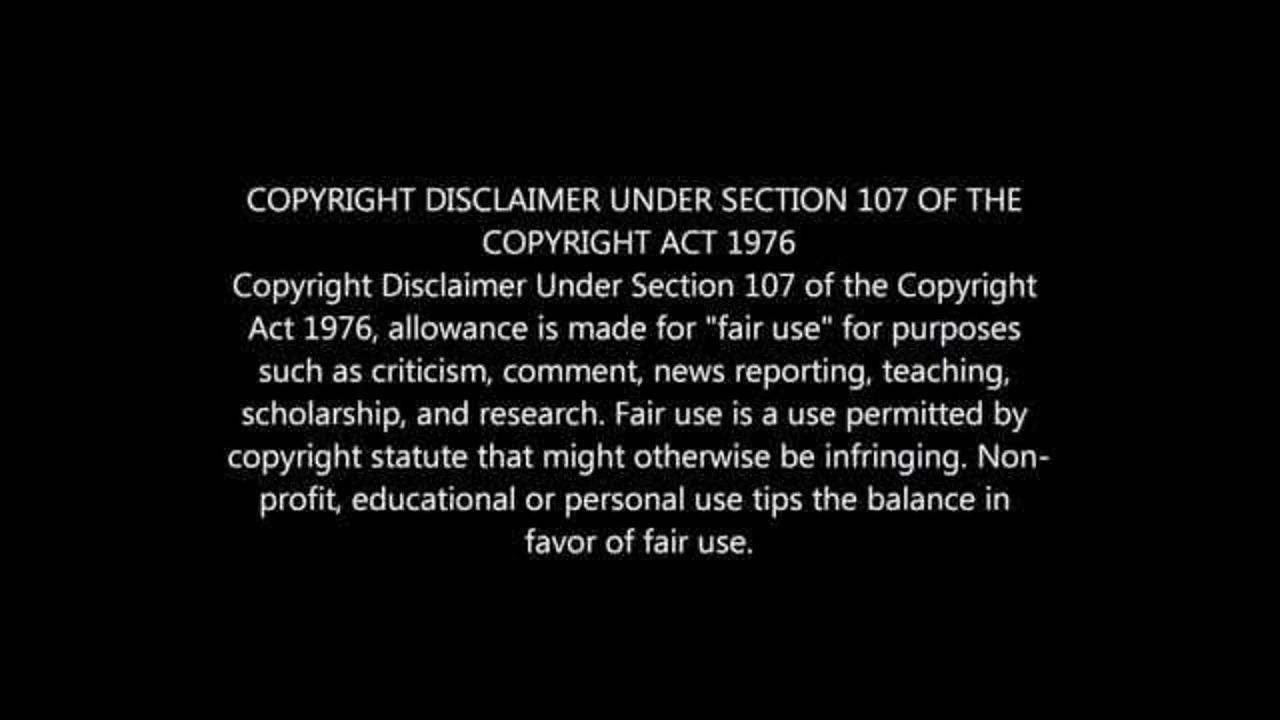 COPYRIGHT DISCLAIMER UNDER SECTION 107 OF THE
COPYRIGHT ACT 1976
Copyright Disclaimer Under Section 107 of the Copyright
Act 1976, allowance is made for "fair use" for purposes
such as criticism, comment, news reporting, teaching,
scholarship, and research. Fair use is a use permitted by
copyright statute that might otherwise be infringing. Non-
profit, educational or personal use tips the balance in
favor of fair use.